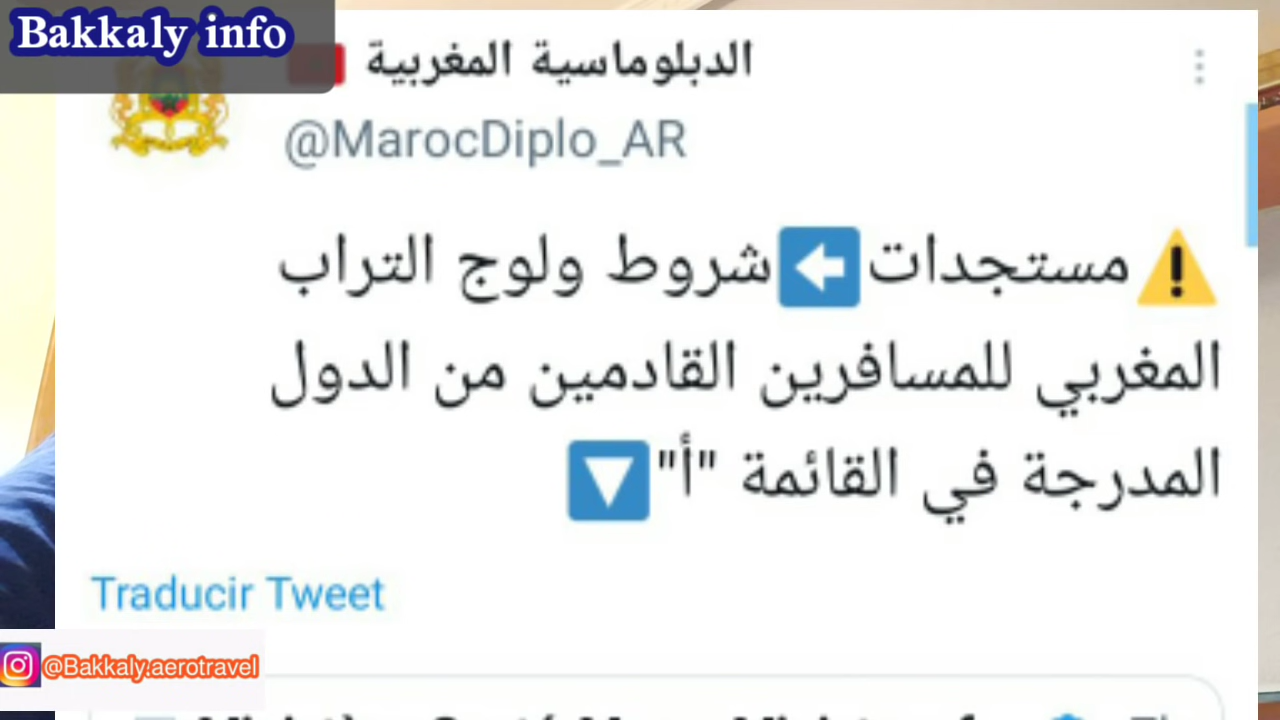 Bakkaly info
الدبلوماسية المغربية
@MarocDiplo_AR
مستجدات شروط ولوج التراب
المغربي للمسافرين القادمين من الدول
المدرجة في القائمة "أ"
Traducir Tweet
@Bakkaly.aerotravel